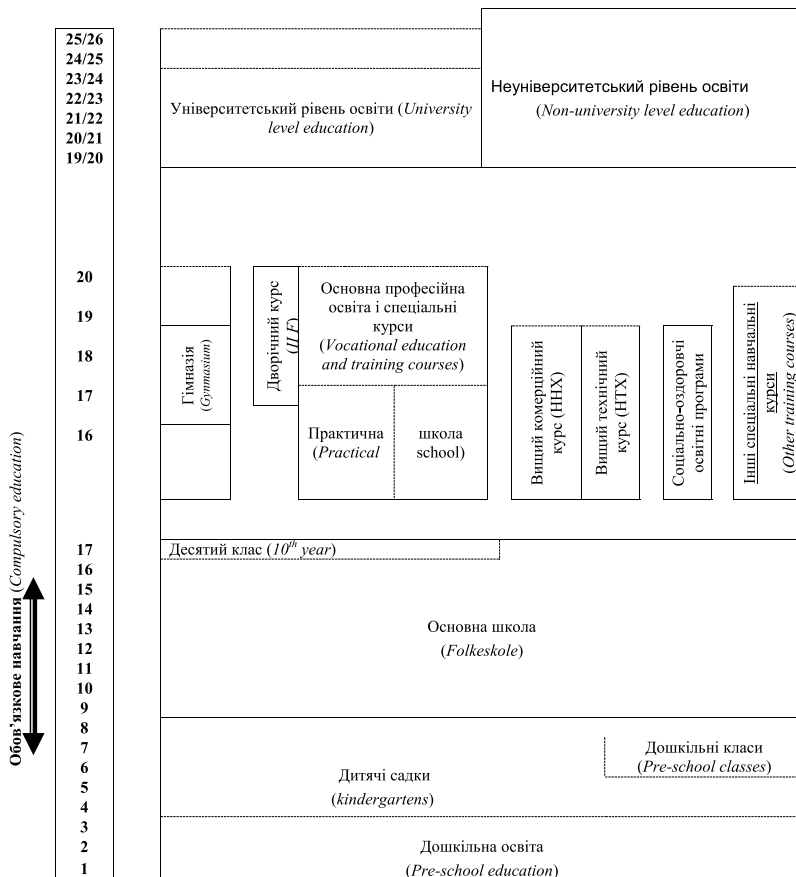 25/26
24/25
23/24
22/23
21/22
20/21
19/20
Університетський рівень освіти (University
level education)
Неуніверситетський рівень освіти
(Non-university level education)
20
19
18
17
16
Гімназія
(Gynmasium)
Дворічний курс
Основна професійна
освіта і спеціальні
курси
(Vocational education
and training courses)
Практична
(Practical
школа
school)
Вищий комерційний
курс (HHX)
Вищий технічний
курс (HTX)
Соціально-оздоровчі
освітні програми
Інші спеціальні навчальні
курси
(Other training courses)
Обов’язкове навчання (Compulsory education)
17
16
15
14
13
12
11
10
9
8
7
6
5
4
3
2
1
Десятий клас (10th year)
Основна школа
(Folkeskole)
Дошкільні класи
(Pre-school classes)
Дитячі садки
(kindergartens)
Дошкільна освіта
(Pre-school education)